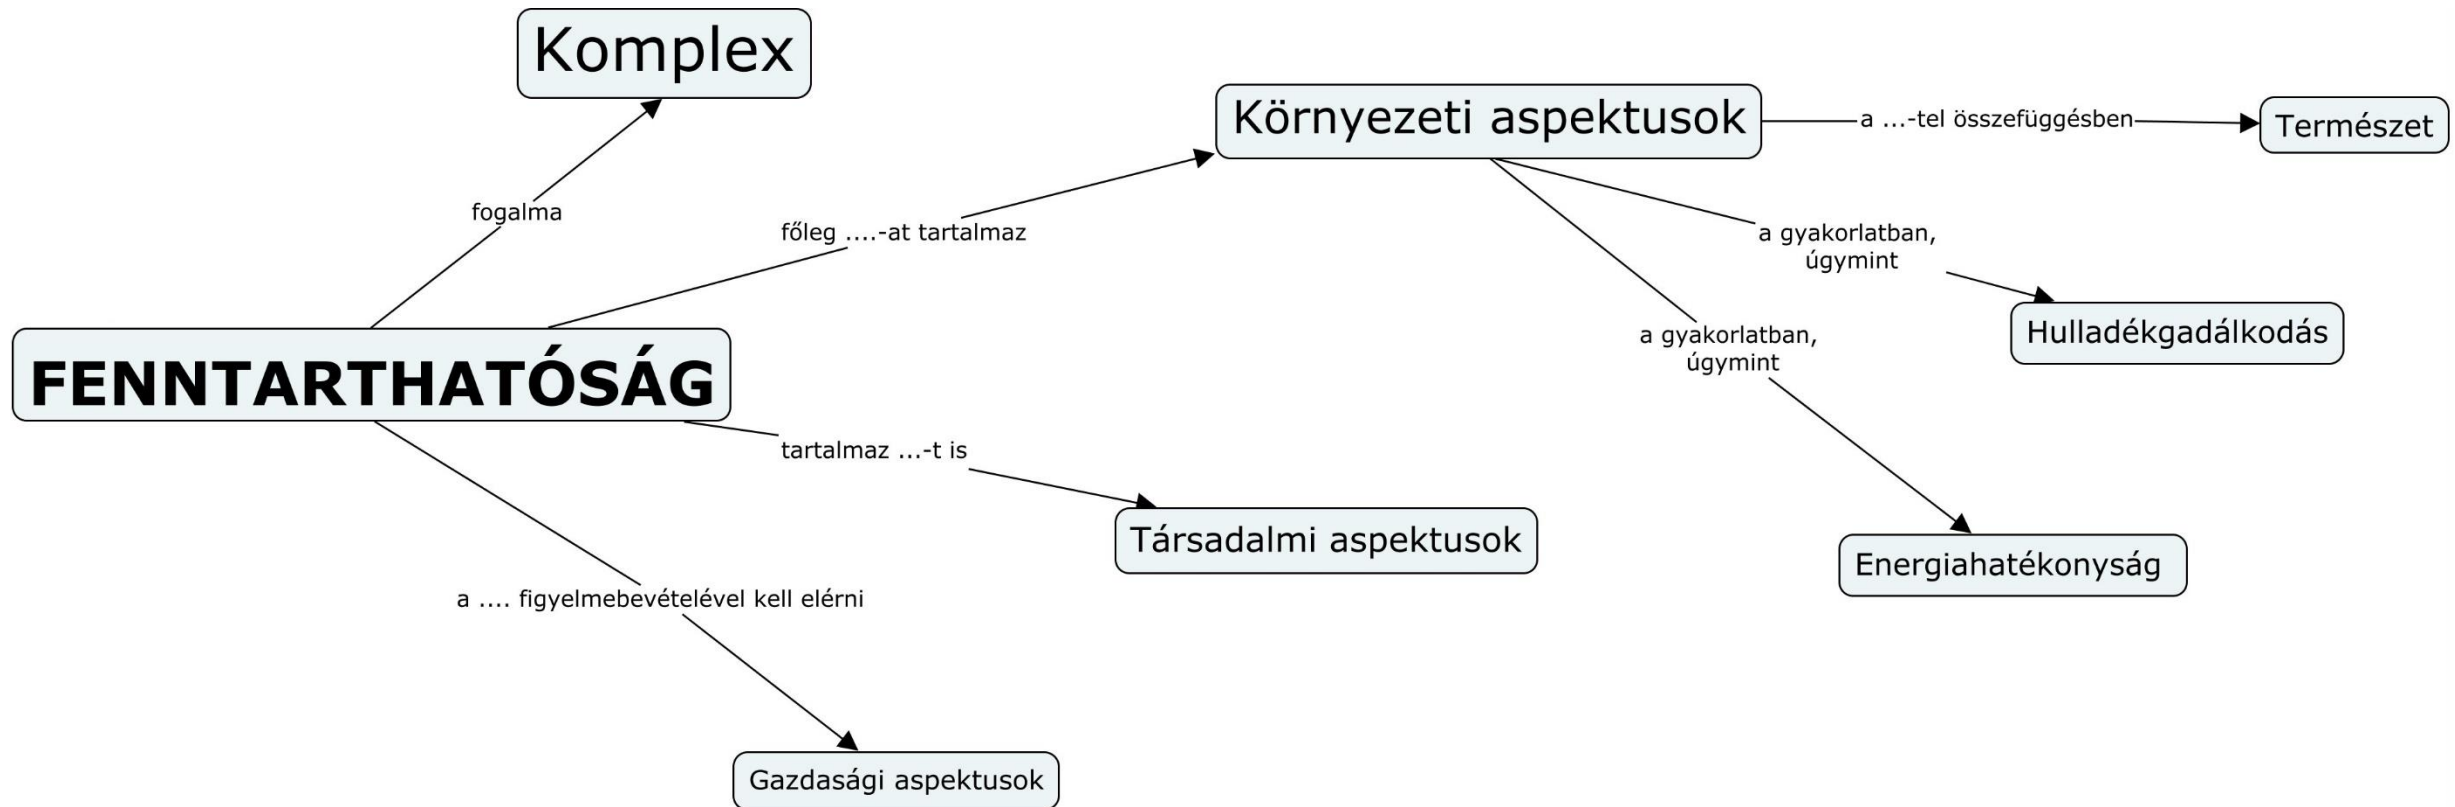 Komplex
Környezeti aspektusok
a ...-tel összefüggésben
Természet
fogalma
főleg ....-at tartalmaz
a gyakorlatban,
úgymint
Hulladékgadálkodás
a gyakorlatban,
úgymint
FENNTARTHATÓSÁG
tartalmaz ...-t is
Társadalmi aspektusok
Energiahatékonyság
a .... figyelmebevételével kell elérni
Gazdasági aspektusok